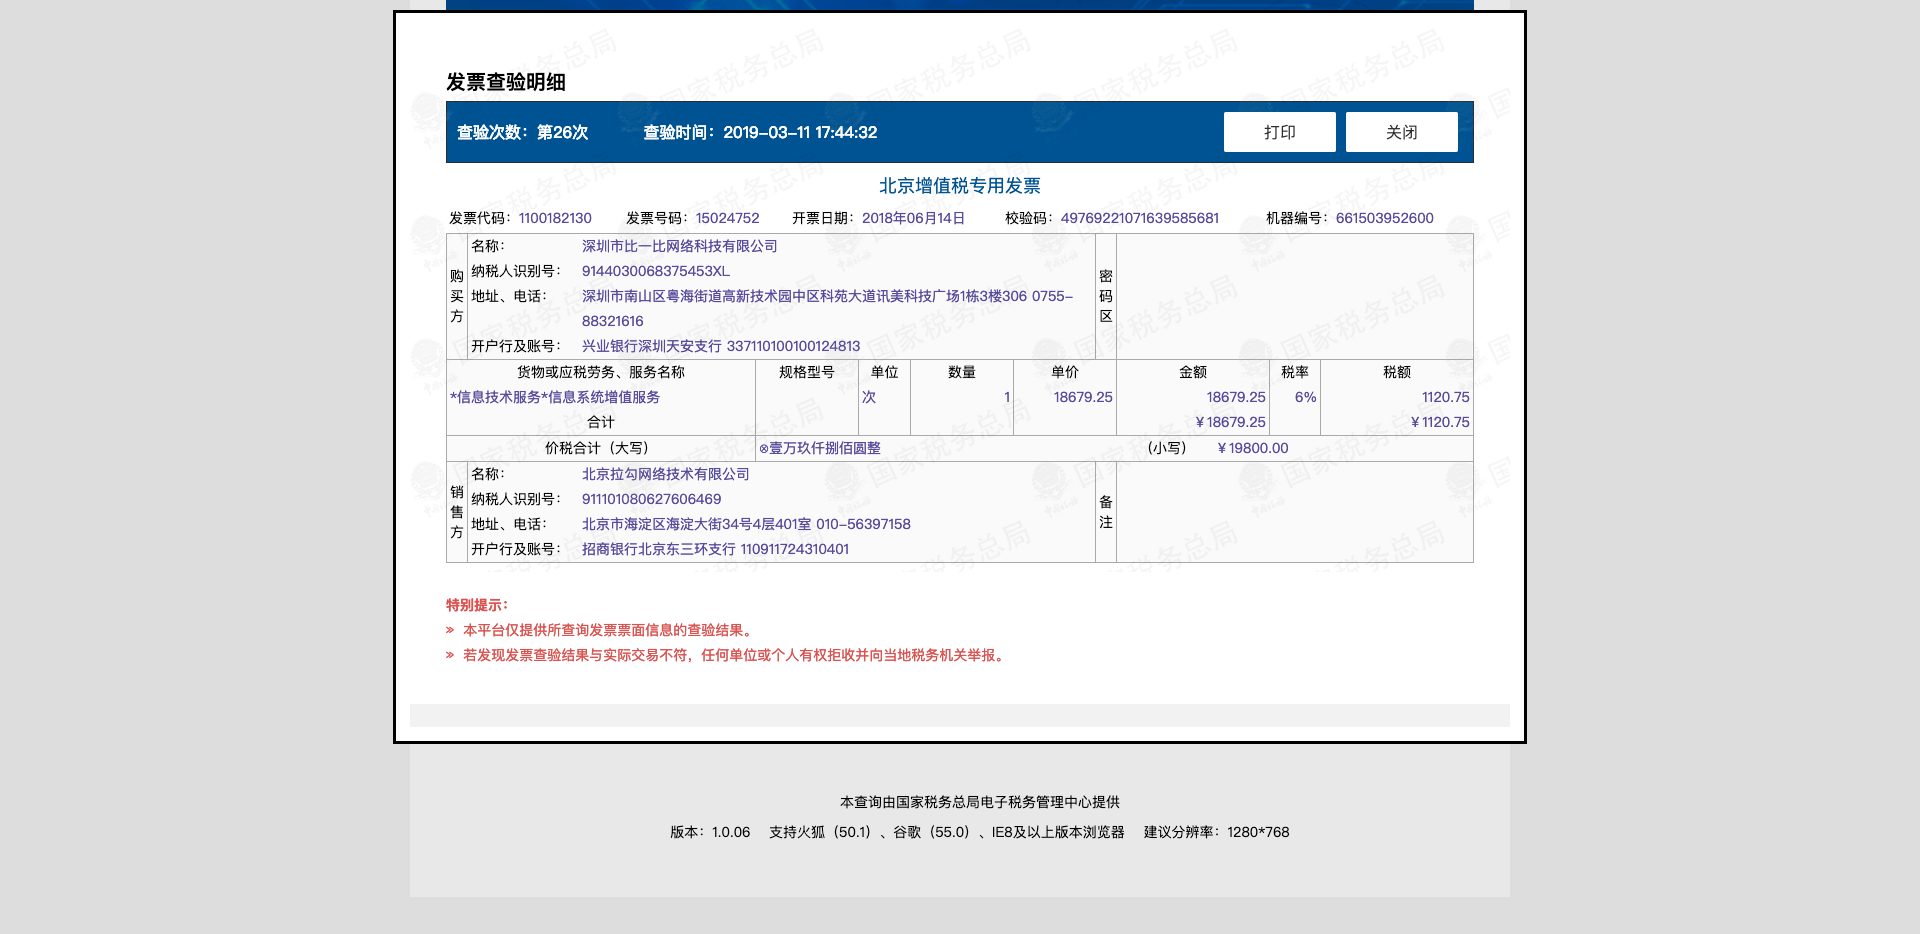 发票查验明细
查验次数：第26次 查验时间：2019-03-11 17:44:32 打印 关闭
北京增值税专用发票
发票代码：1100182130 发票号码：15024752 开票日期：2018年06月14日 校验码：49769221071639585681 机器编号：661503952600
购买方
名称： 深圳市比一比网络科技有限公司
纳税人识别号： 9144030068375453XL
地址、电话： 深圳市南山区粤海街道高新技术园中区科苑大道讯美科技广场1栋3楼306 0755-
88321616
开户行及账号： 兴业银行深圳天安支行 337110100100124813
密码区
货物或应税劳务、服务名称 规格型号 单位 数量 单价 金额 税率 税额
*信息技术服务*信息系统增值服务 次 1 18679.25 18679.25 6% 1120.75
合计 ￥18679.25 ￥1120.75
价税合计（大写） ⊗壹万玖仟捌佰圆整 （小写） ￥19800.00
销售方
名称： 北京拉勾网络技术有限公司
纳税人识别号： 911101080627606469
地址、电话： 北京市海淀区海淀大街34号4层401室 010-56397158
开户行及账号： 招商银行北京东三环支行 110911724310401
备注
特别提示：
» 本平台仅提供所查询发票票面信息的查验结果。
» 若发现发票查验结果与实际交易不符，任何单位或个人有权拒收并向当地税务机关举报。
本查询由国家税务总局电子税务管理中心提供
版本：1.0.06 支持火狐（50.1）、谷歌（55.0）、IE8及以上版本浏览器 建议分辨率：1280*768
国家税务总局